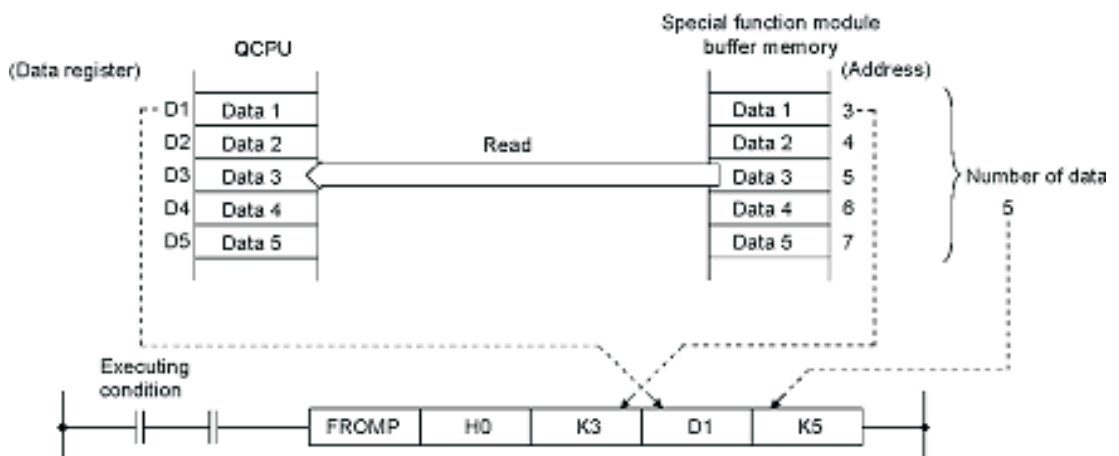 Special function module
buffer memory
QCPU
(Data register)
(Address)
D1 Data 1 Data 1 3
D2 Data 2 Data 2 4
Read
D3 Data 3 Data 3 5
Number of data
D4 Data 4 Data 4 6
5
D5 Data 5 Data 5 7
Executing
condition
FROMP H0 K3 D1 K5